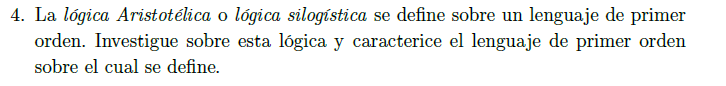 4. La lógica Aristotélica o lógica silogística se define sobre un lenguaje de primer
orden. Investigue sobre esta lógica y caracterice el lenguaje de primer orden
sobre el cual se define.